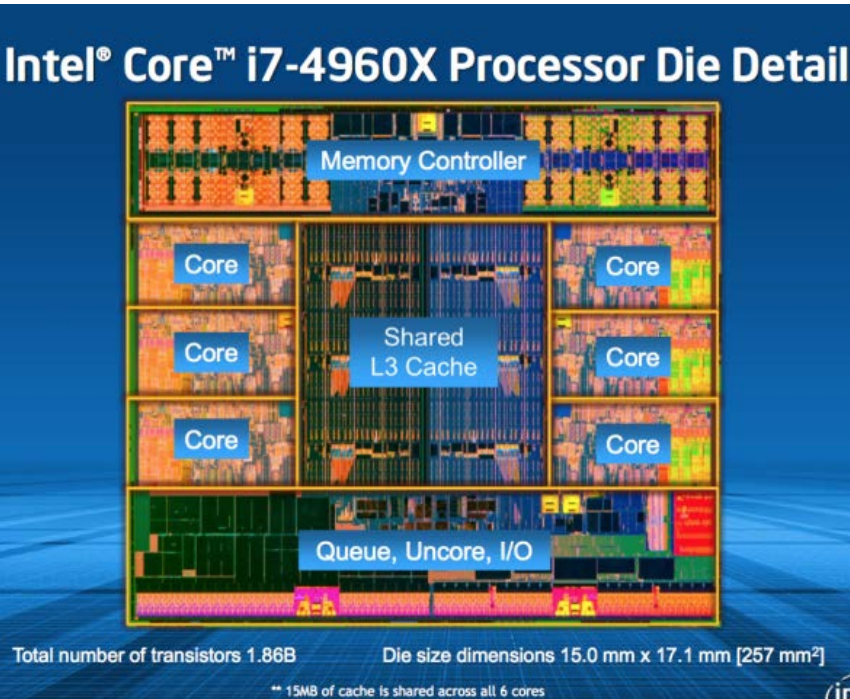 Intel® Core™ i7-4960X Processor Die Detail
Memory Controller
Core
Core
Shared
L3 Cache
Core
Core
Core
Core
Queue, Uncore, I/O
Total number of transistors 1.86B
Die size dimensions 15.0 mm x 17.1 mm [257 mm²]
** 15MB of cache is shared across all 6 cores